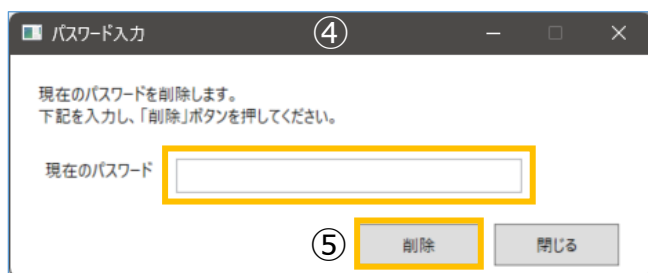 パスワード入力 ④
現在のパスワードを削除します。
下記を入力し、「削除」ボタンを押してください。
現在のパスワード
⑤ 削除 閉じる